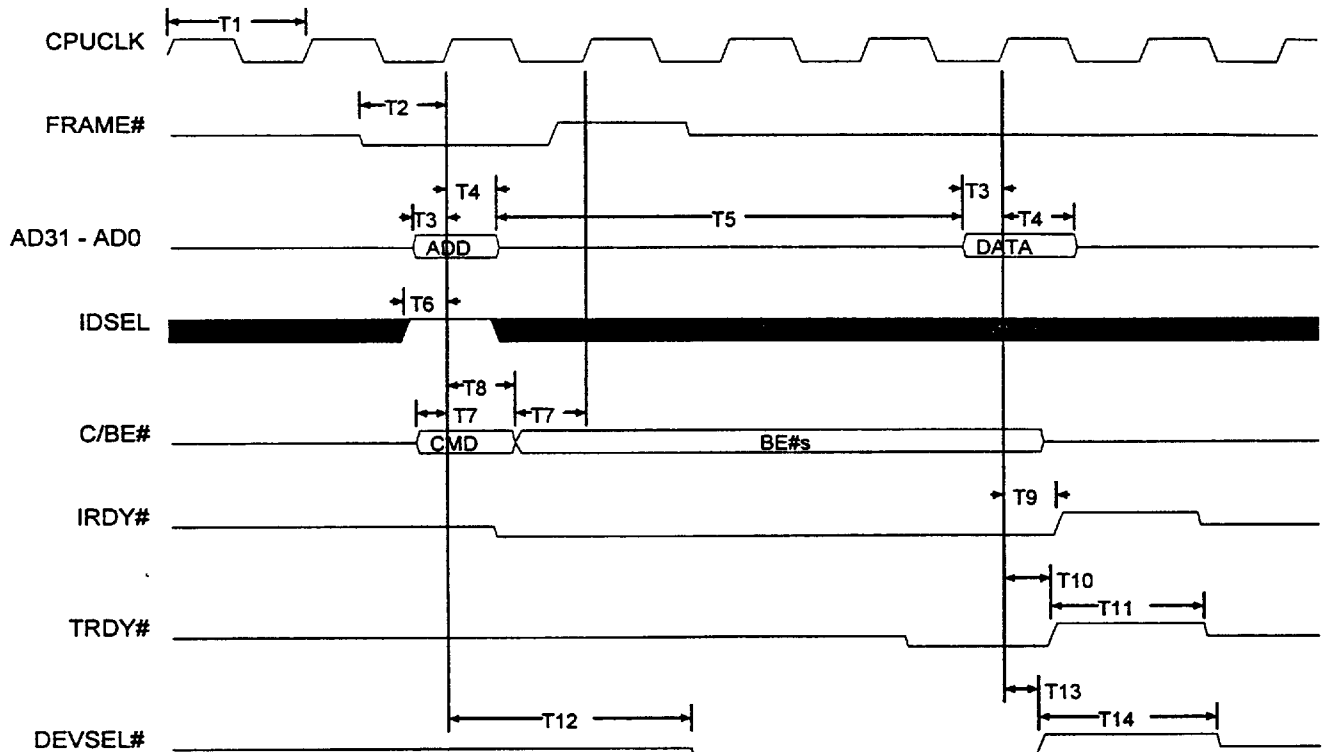 T1
CPUCLK
T2
FRAME#
T4
T3
T3
T5
T4
AD31 - AD0
ADD
DATA
T6
IDSEL
T8
T7
T7
C/BE#
CMD
BE#s
T9
IRDY#
T10
T11
TRDY#
T13
T12
T14
DEVSEL#